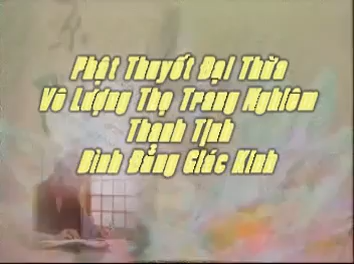 Phật Thuyết Đại Thừa
Vô Lượng Thọ Trang Nghiêm
Thanh Tịnh
Bình Đẳng Giác Kinh